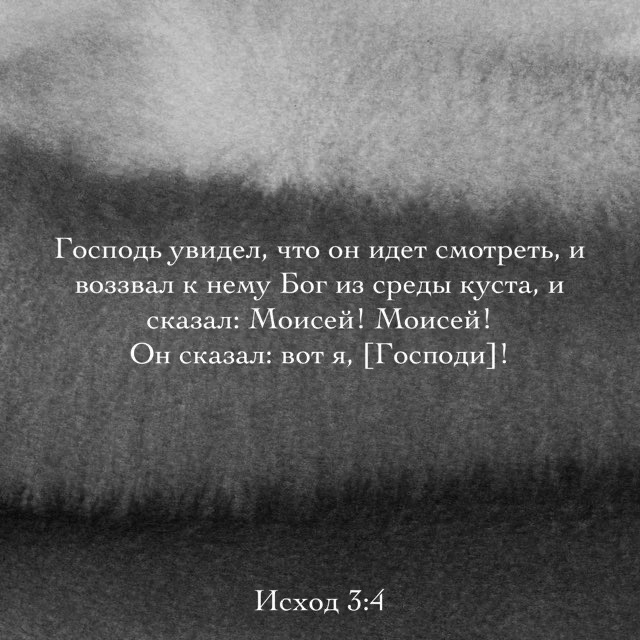 Господь увидел, что он идет смотреть, и
воззвал к нему Бог из среды куста, и
сказал: Моисей! Моисей!
Он сказал: вот я, [Господи]!
Исход 3:4